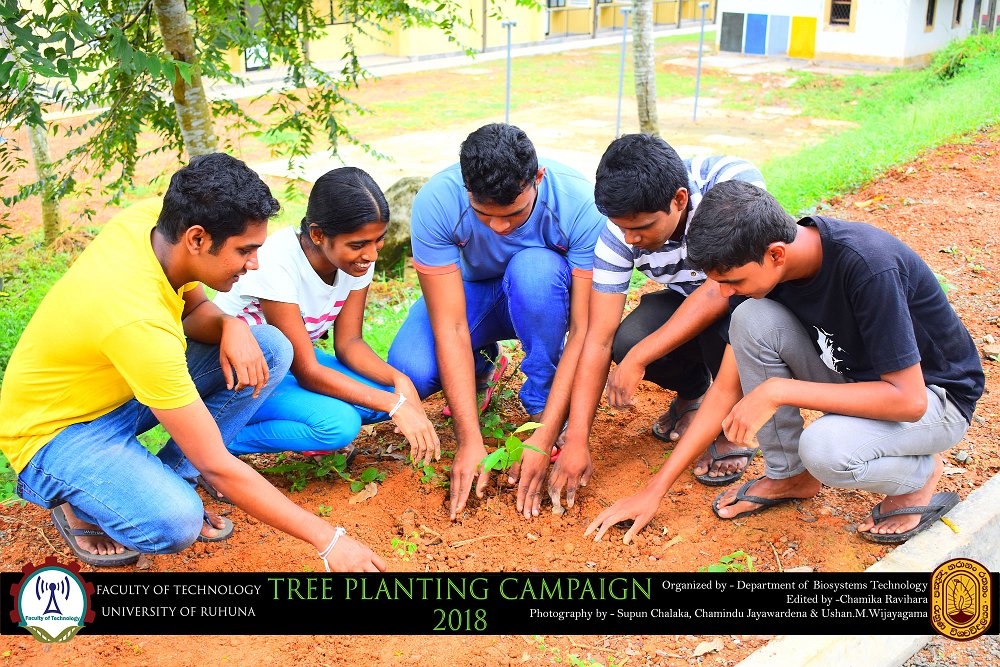 FACULTY OF TECHNOLOGY
UNIVERSITY OF RUHUNA
TREE PLANTING CAMPAIGN
2018
Organized by - Department of Biosystems Technology
Edited by -Chamika Ravihara
Photography by - Supun Chalaka, Chamindu Jayawardena & Ushan.M.Wijayagama
Faculty of Technology